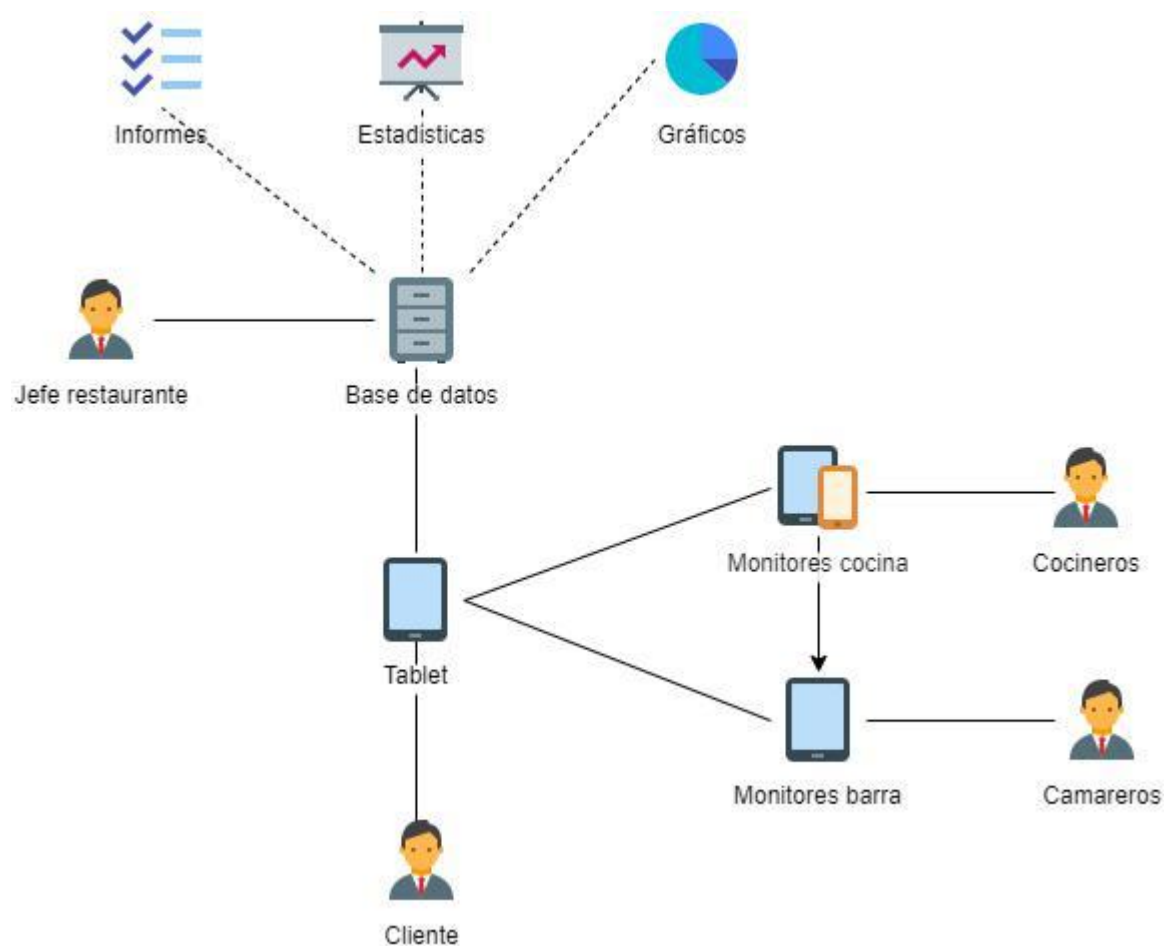 Informes
Estadisticas
Gráficos
Jefe restaurante
Base de datos
Monitores cocina
Cocineros
Tablet
Monitores barra
Camareros
Cliente